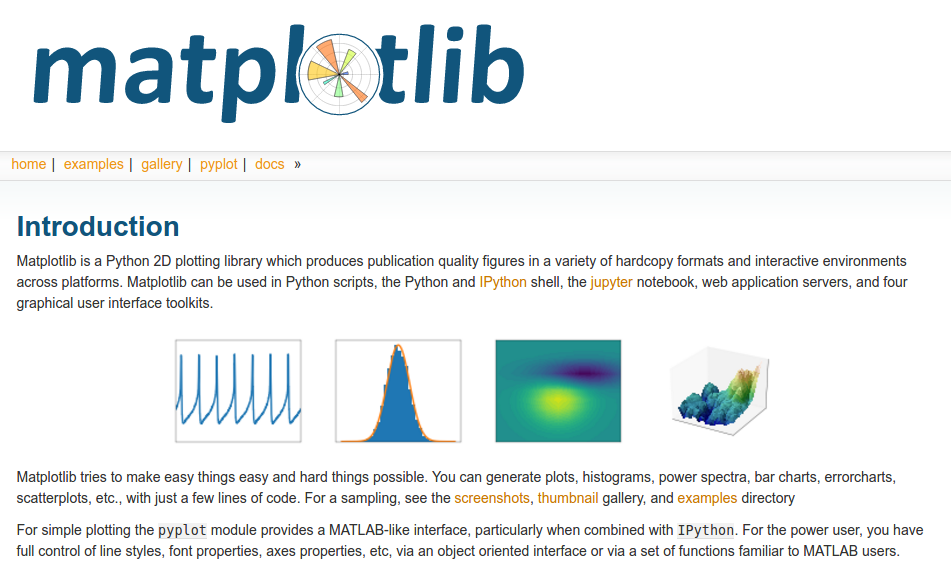 matplotlib
home | examples | gallery | pyplot | docs »
Introduction
Matplotlib is a Python 2D plotting library which produces publication quality figures in a variety of hardcopy formats and interactive environments
across platforms. Matplotlib can be used in Python scripts, the Python and IPython shell, the jupyter notebook, web application servers, and four
graphical user interface toolkits.
Matplotlib tries to make easy things easy and hard things possible. You can generate plots, histograms, power spectra, bar charts, errorcharts,
scatterplots, etc., with just a few lines of code. For a sampling, see the screenshots, thumbnail gallery, and examples directory
For simple plotting the pyplot module provides a MATLAB-like interface, particularly when combined with IPython. For the power user, you have
full control of line styles, font properties, axes properties, etc, via an object oriented interface or via a set of functions familiar to MATLAB users.